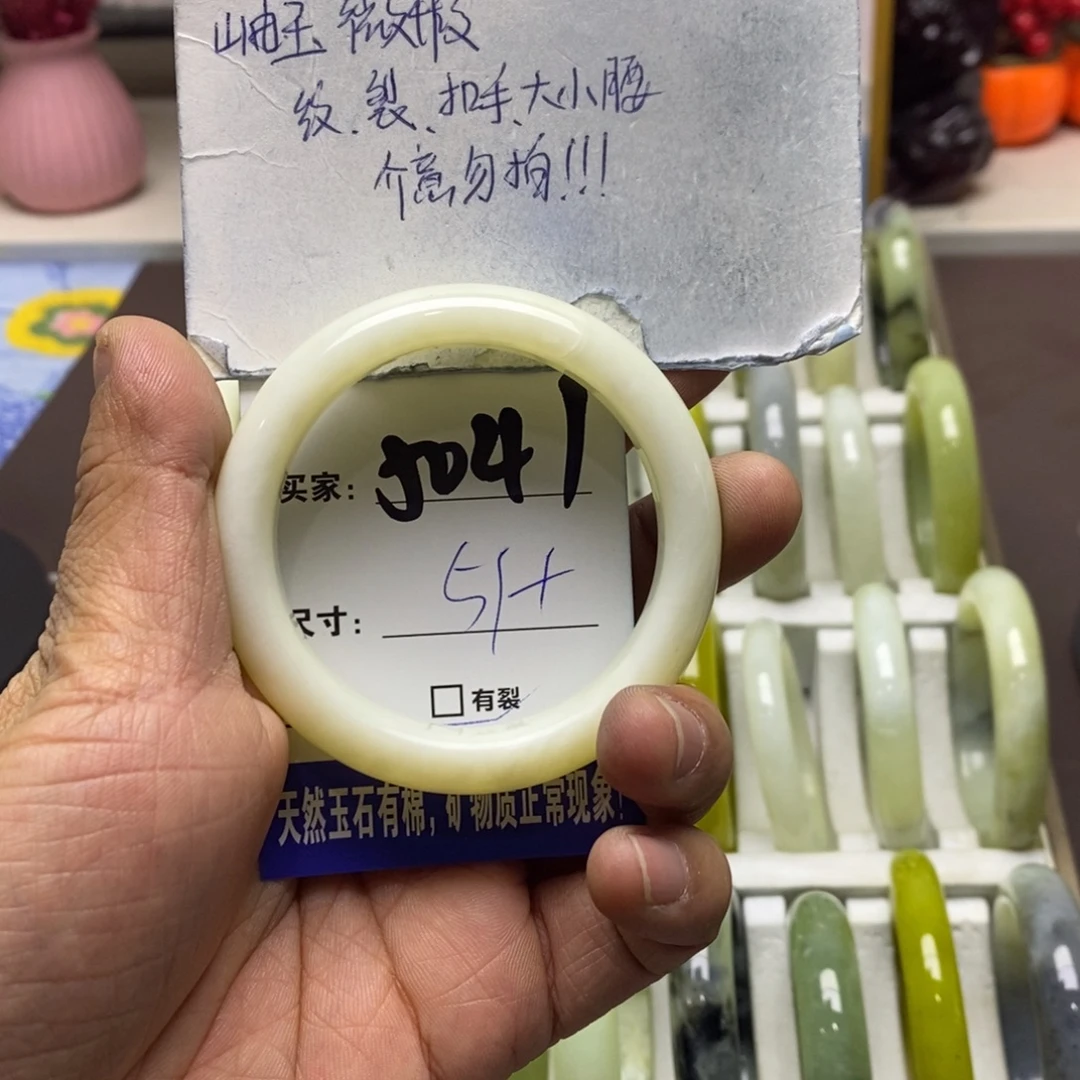 岫玉 微瑕
纹.裂、扣手、大小腰
介意勿拍!!!
买家: J041
尺寸: 51+
□ 有裂
天然玉石有棉，矿物质正常现象!